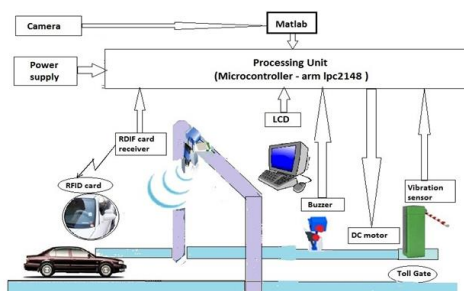 Camera
Matlab
Power
supply
Processing Unit
(Microcontroller - arm lpc2148 )
RDIF card
receiver
LCD
RFID card
Buzzer
DC motor
Vibration
sensor
Toll Gate